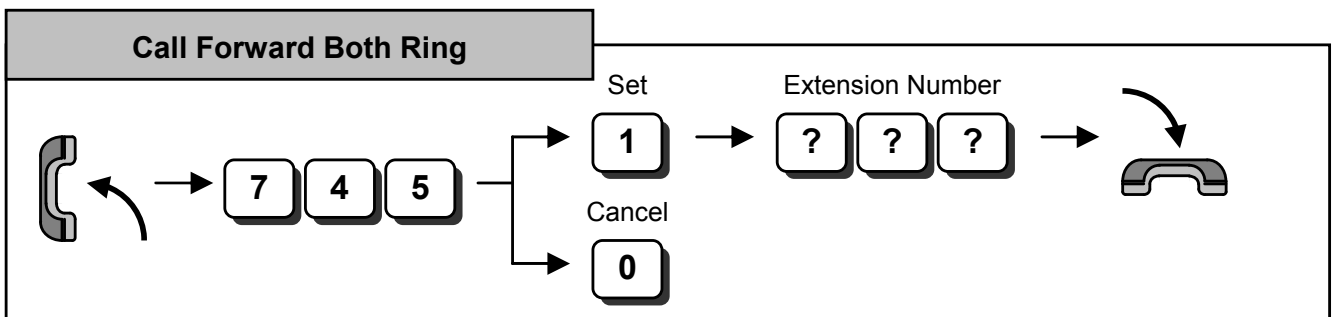 Call Forward Both Ring
Set Extension Number
7 4 5 1 ? ? ?
Cancel
0